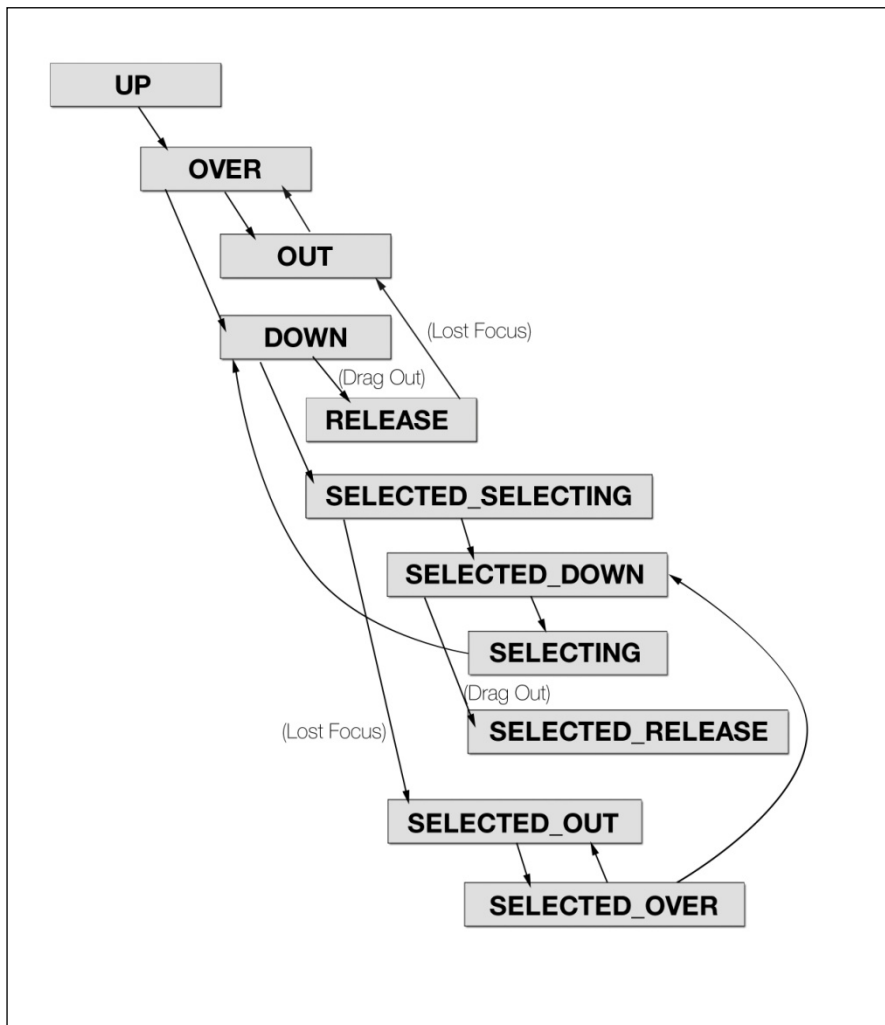 UP
OVER
OUT
DOWN
(Lost Focus)
(Drag Out)
RELEASE
SELECTED_SELECTING
SELECTED_DOWN
SELECTING
(Drag Out)
SELECTED_RELEASE
(Lost Focus)
SELECTED_OUT
SELECTED_OVER